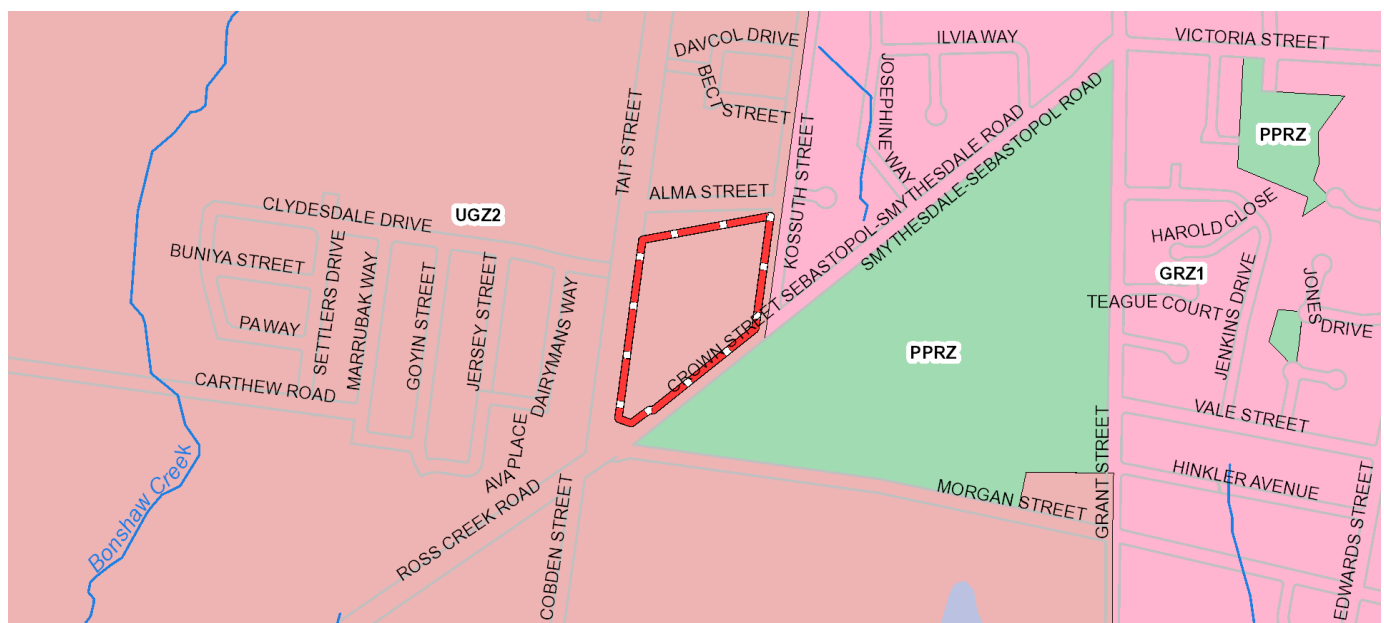 DAVCOL DRIVE
ILVIA WAY
VICTORIA STREET
BECT STREET
JOSEPHINE WAY
TAIT STREET
KOSSUTH STREET
CROWN STREET SEBASTOPOL-SMYTHESDALE ROAD
SMYTHESDALE-SEBASTOPOL ROAD
PPRZ
ALMA STREET
CLYDESDALE DRIVE
UGZ2
HAROLD CLOSE
BUNIYA STREET
SETTLERS DRIVE
MARRUBAK WAY
GOYIN STREET
JERSEY STREET
DAIRYMANS WAY
GRZ1
TEAGUE COURT
JENKINS DRIVE
JONES DRIVE
PA WAY
PPRZ
CARTHEW ROAD
VALE STREET
AVA PLACE
GRANT STREET
HINKLER AVENUE
MORGAN STREET
EDWARDS STREET
Bonshaw Creek
ROSS CREEK ROAD
COBDEN STREET